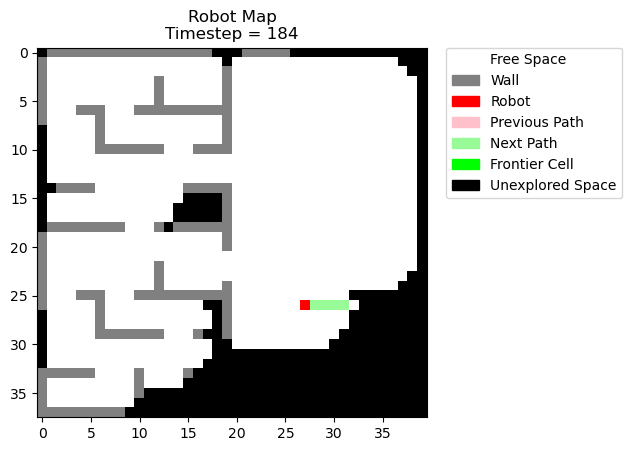 Robot Map
Timestep = 184
0
5
10
15
20
25
30
35
0
5
10
15
20
25
30
35
Free Space
Wall
Robot
Previous Path
Next Path
Frontier Cell
Unexplored Space